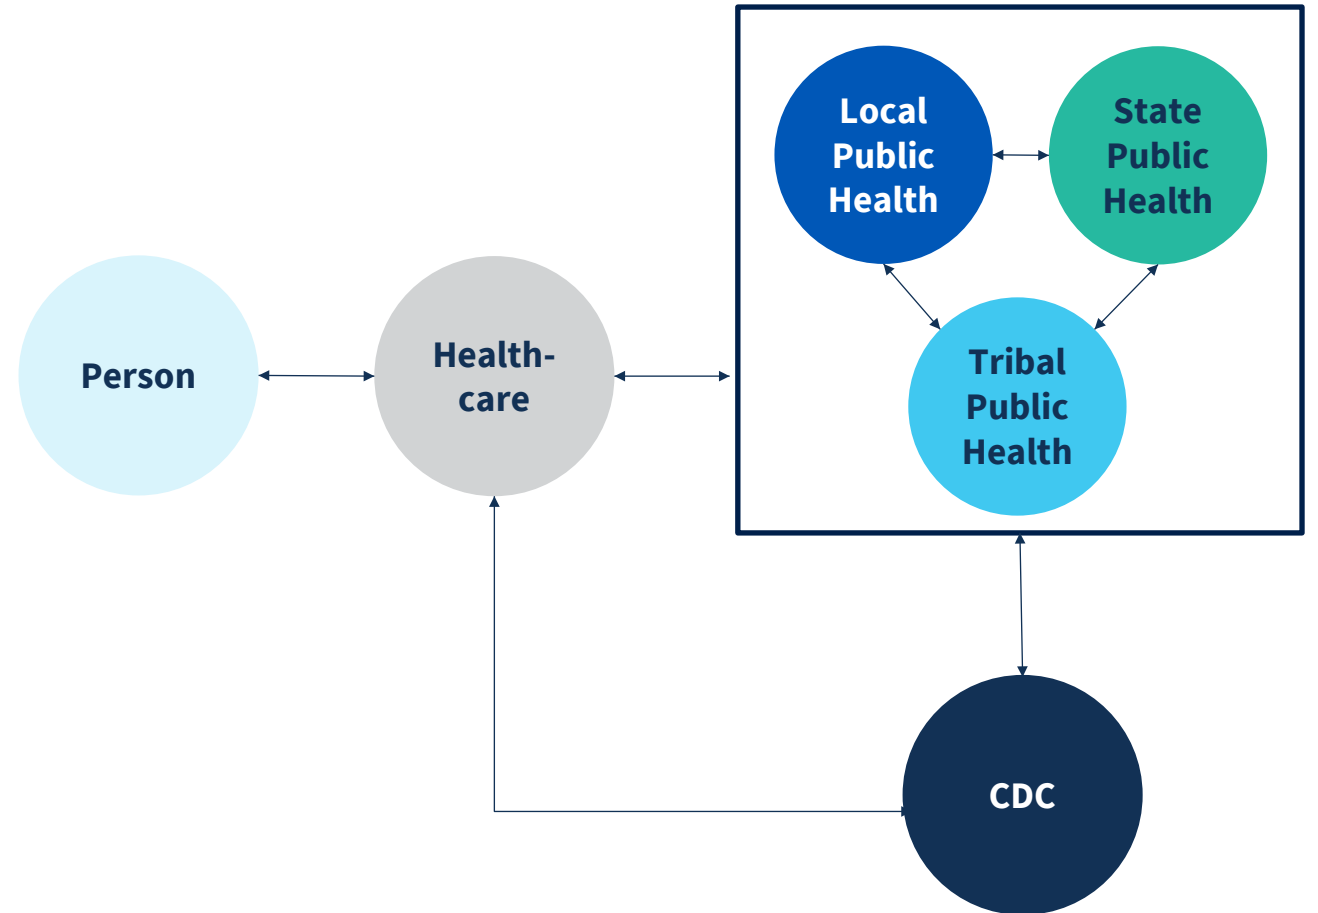 Person
Health-
care
Local
Public
Health
State
Public
Health
Tribal
Public
Health
CDC